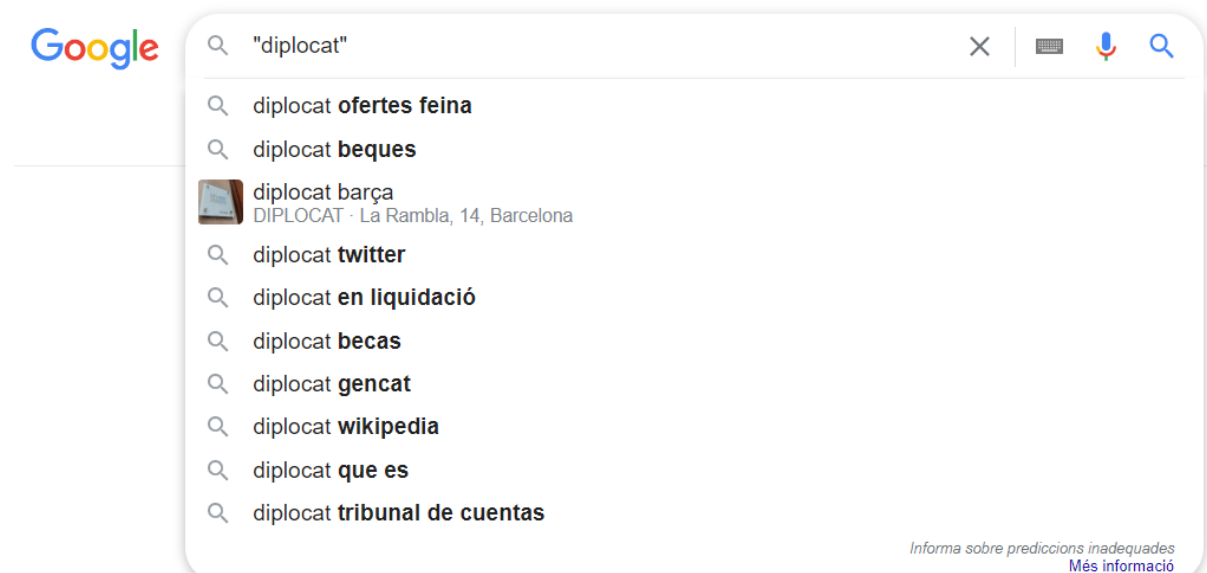 Google
"diplocat"
diplocat ofertes feina
diplocat beques
diplocat barça
DIPLOCAT · La Rambla, 14, Barcelona
diplocat twitter
diplocat en liquidació
diplocat becas
diplocat gencat
diplocat wikipedia
diplocat que es
diplocat tribunal de cuentas
Informa sobre prediccions inadequades
Més informació